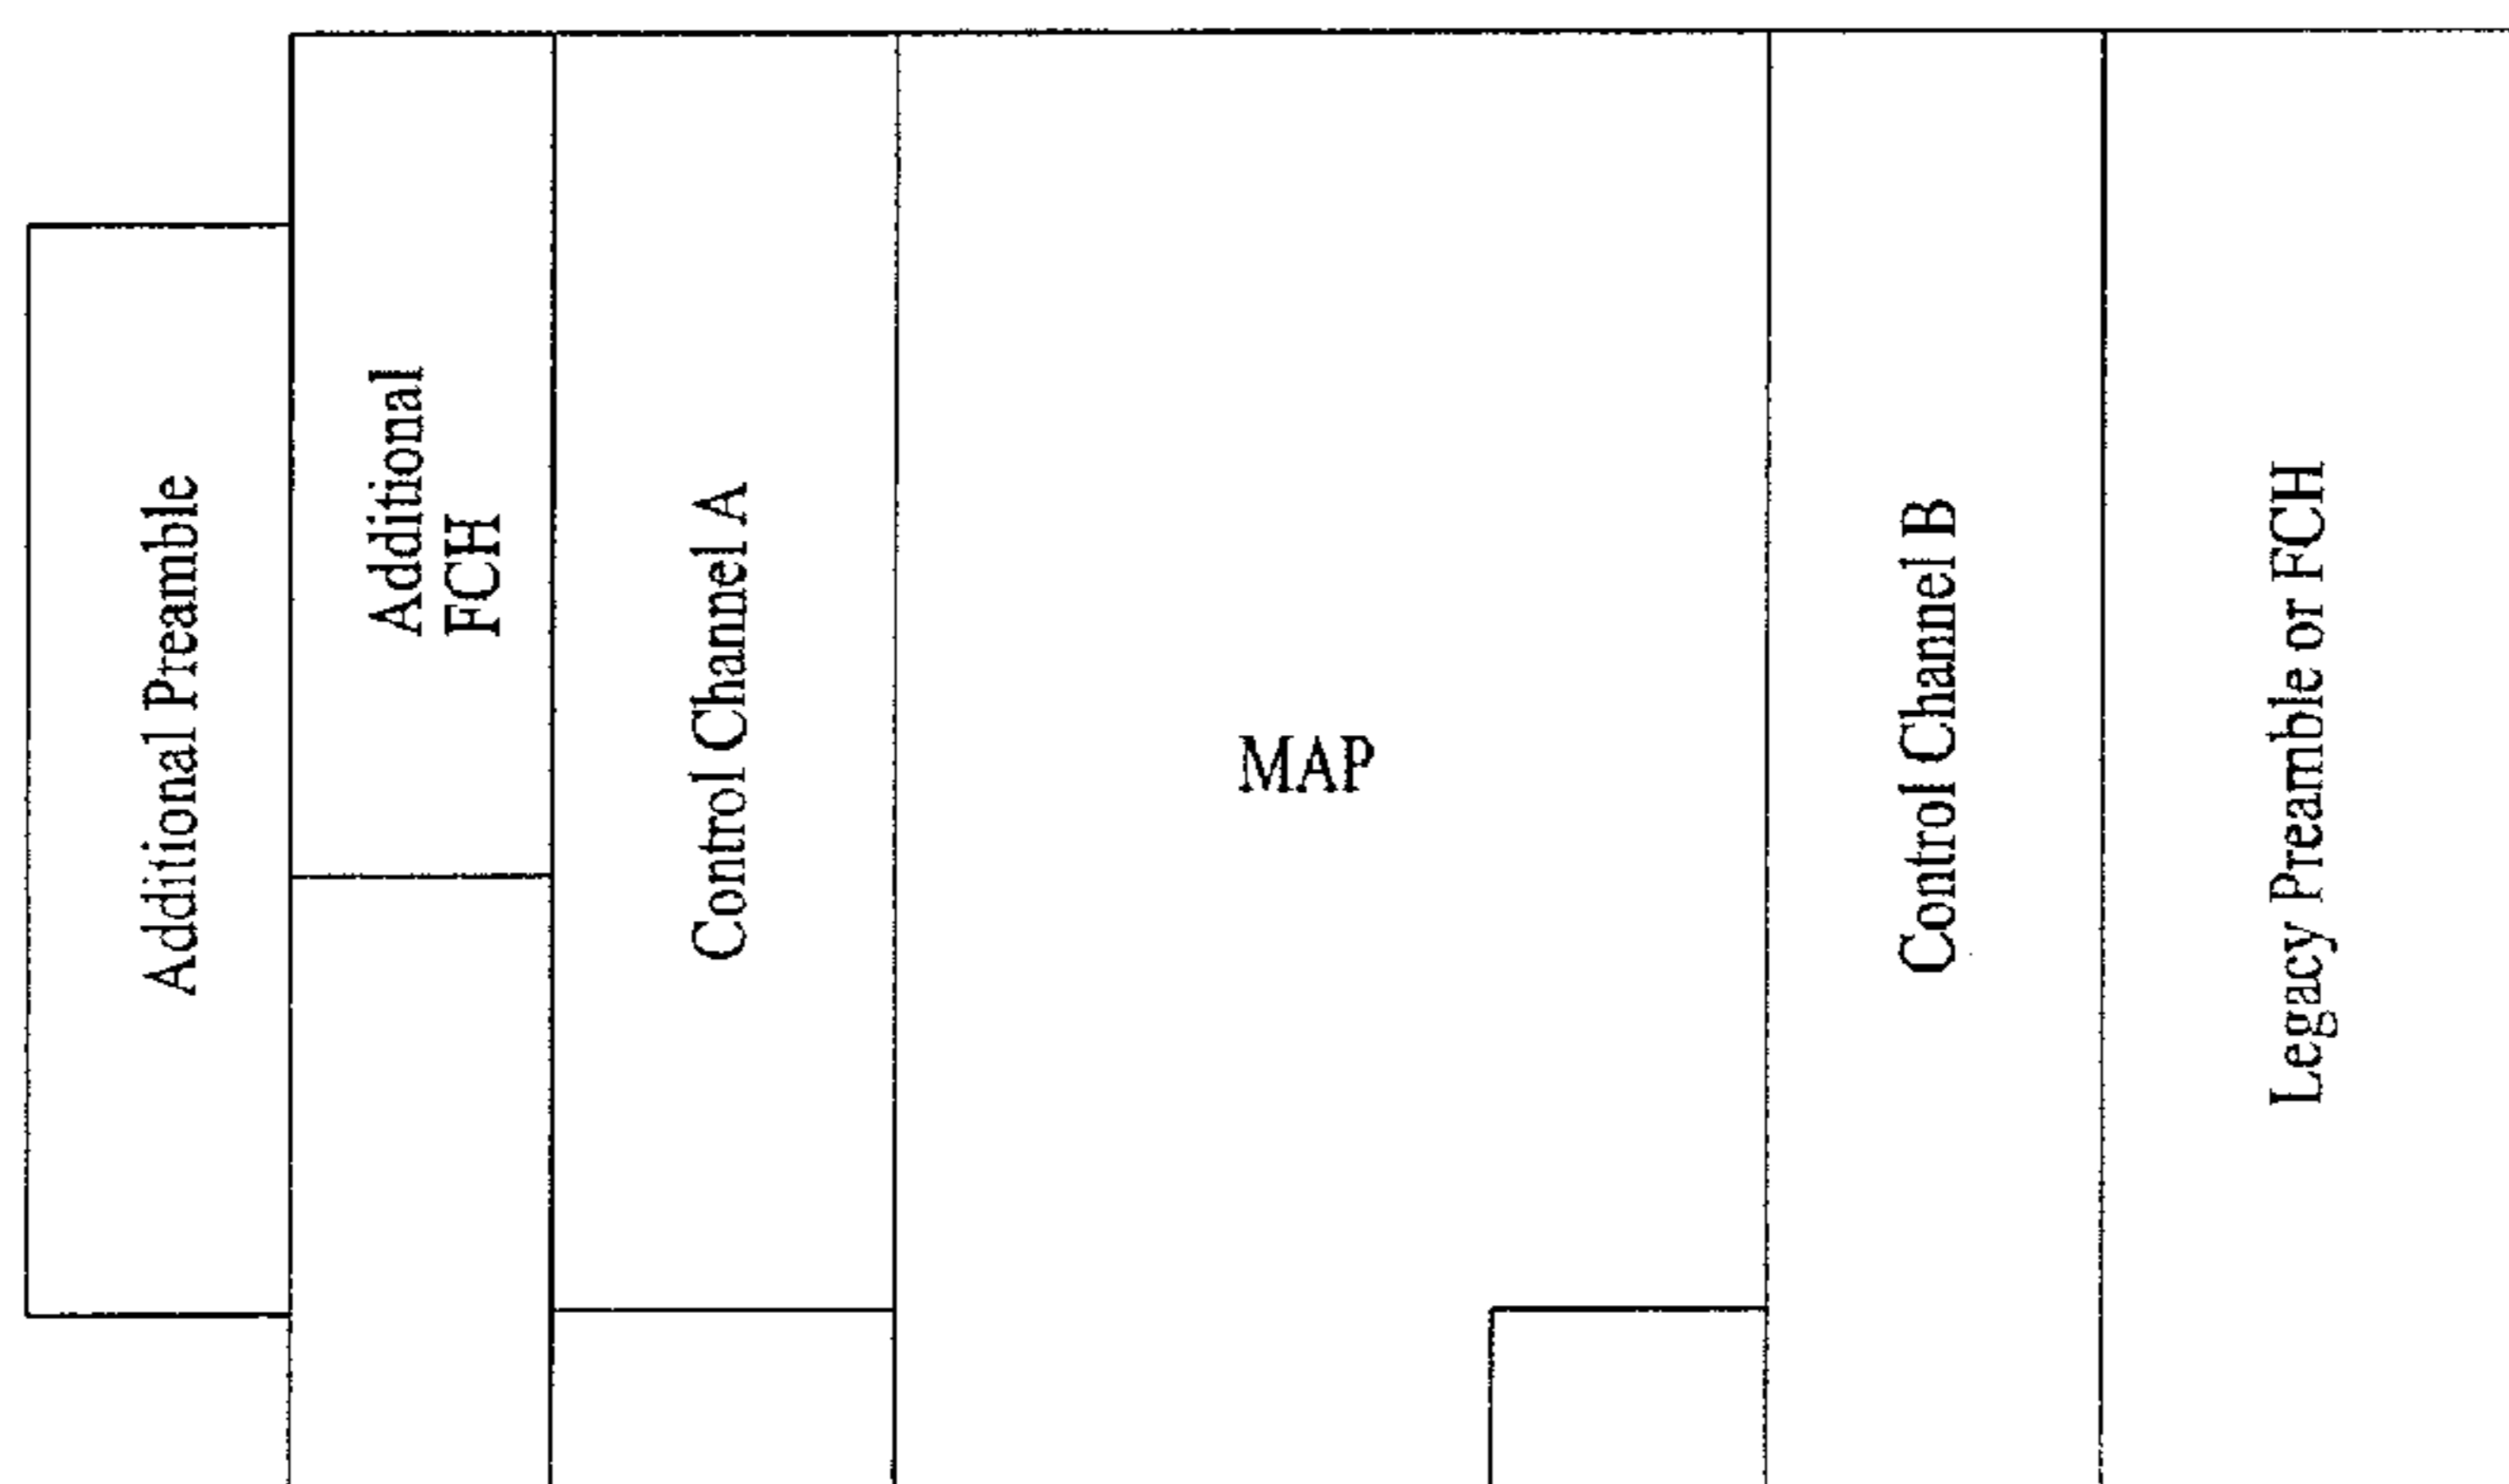 Additional Preamble
Additional
FCH
Control Channel A
MAP
Control Channel B
Legacy Preamble or FCH